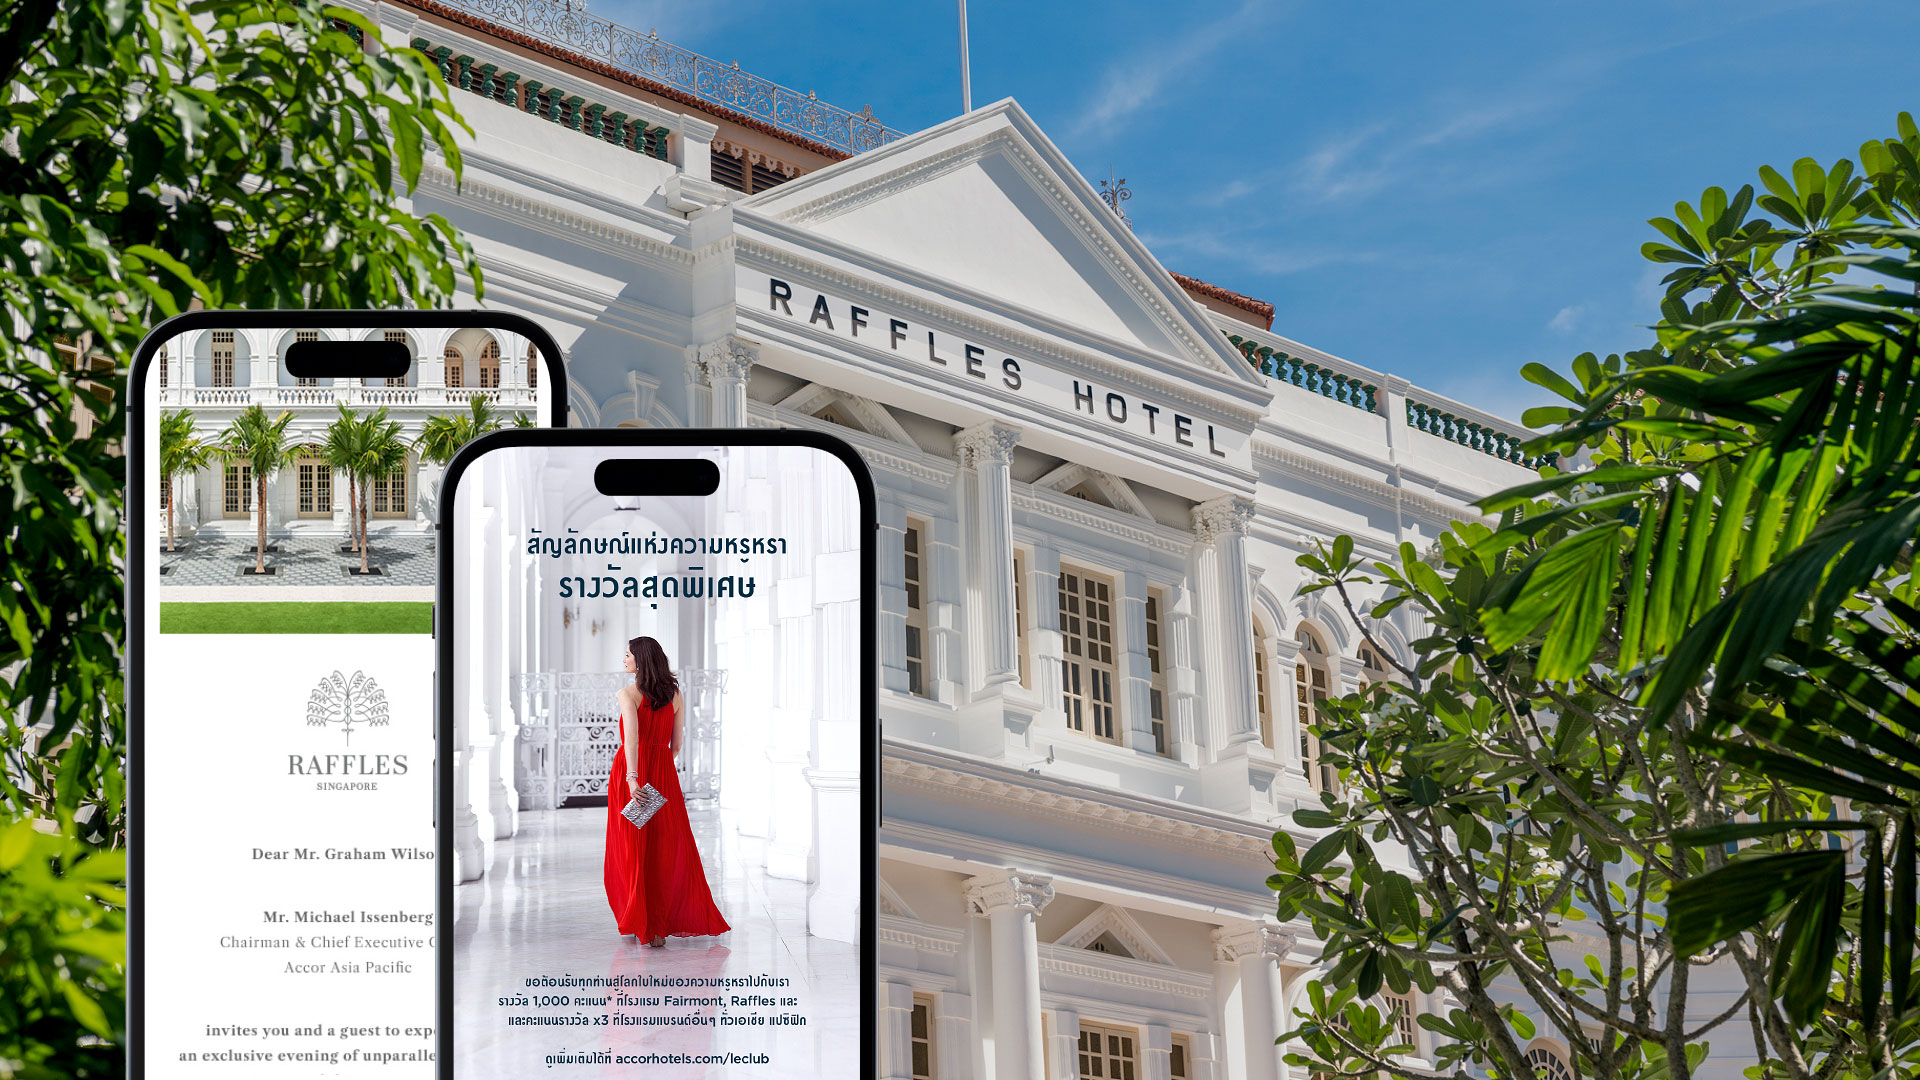 RAFFLES HOTEL
RAFFLES
SINGAPORE
Dear Mr. Graham Wilso
Mr. Michael Issenberg
Chairman & Chief Executive
Accor Asia Pacific
invites you and a guest to exp
an exclusive evening of unparalle
สัญลักษณ์แห่งความหรูหรา
รางวัลสุดพิเศษ
ขอต้อนรับทุกท่านสู่โลกใบใหม่ของความหรูหราไปกับเรา
รางวัล 1,000 คะแนน* ที่โรงแรม Fairmont, Raffles และ
และคะแนนรางวัล x3 ที่โรงแรมแบรนด์อื่นๆ ทั่วเอเชีย แปซิฟิก
ดูเพิ่มเติมได้ที่ accorhotels.com/leclub